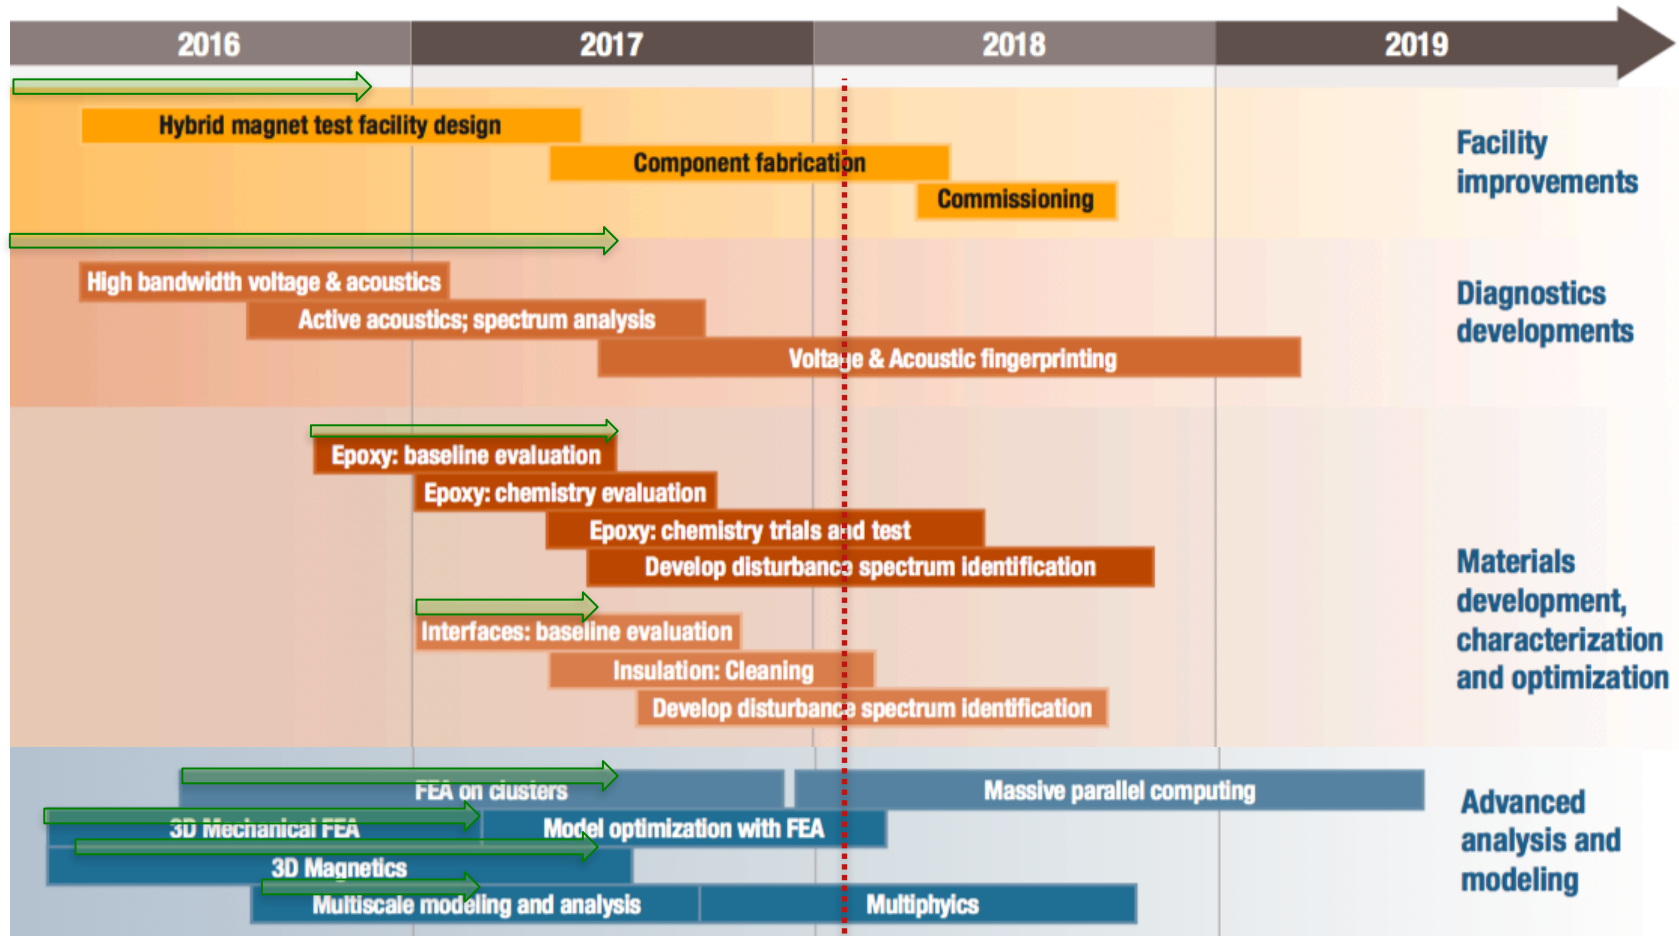 2016 2017 2018 2019
Hybrid magnet test facility design
Component fabrication
Commissioning
Facility
improvements
High bandwidth voltage & acoustics
Active acoustics; spectrum analysis
Voltage & Acoustic fingerprinting
Diagnostics
developments
Epoxy: baseline evaluation
Epoxy: chemistry evaluation
Epoxy: chemistry trials and test
Develop disturbance spectrum identification
Interfaces: baseline evaluation
Insulation: Cleaning
Develop disturbance spectrum identification
Materials
development,
characterization
and optimization
FEA on clusters
Massive parallel computing
3D Mechanical FEA
Model optimization with FEA
3D Magnetics
Multiscale modeling and analysis
Multiphyics
Advanced
analysis and
modeling